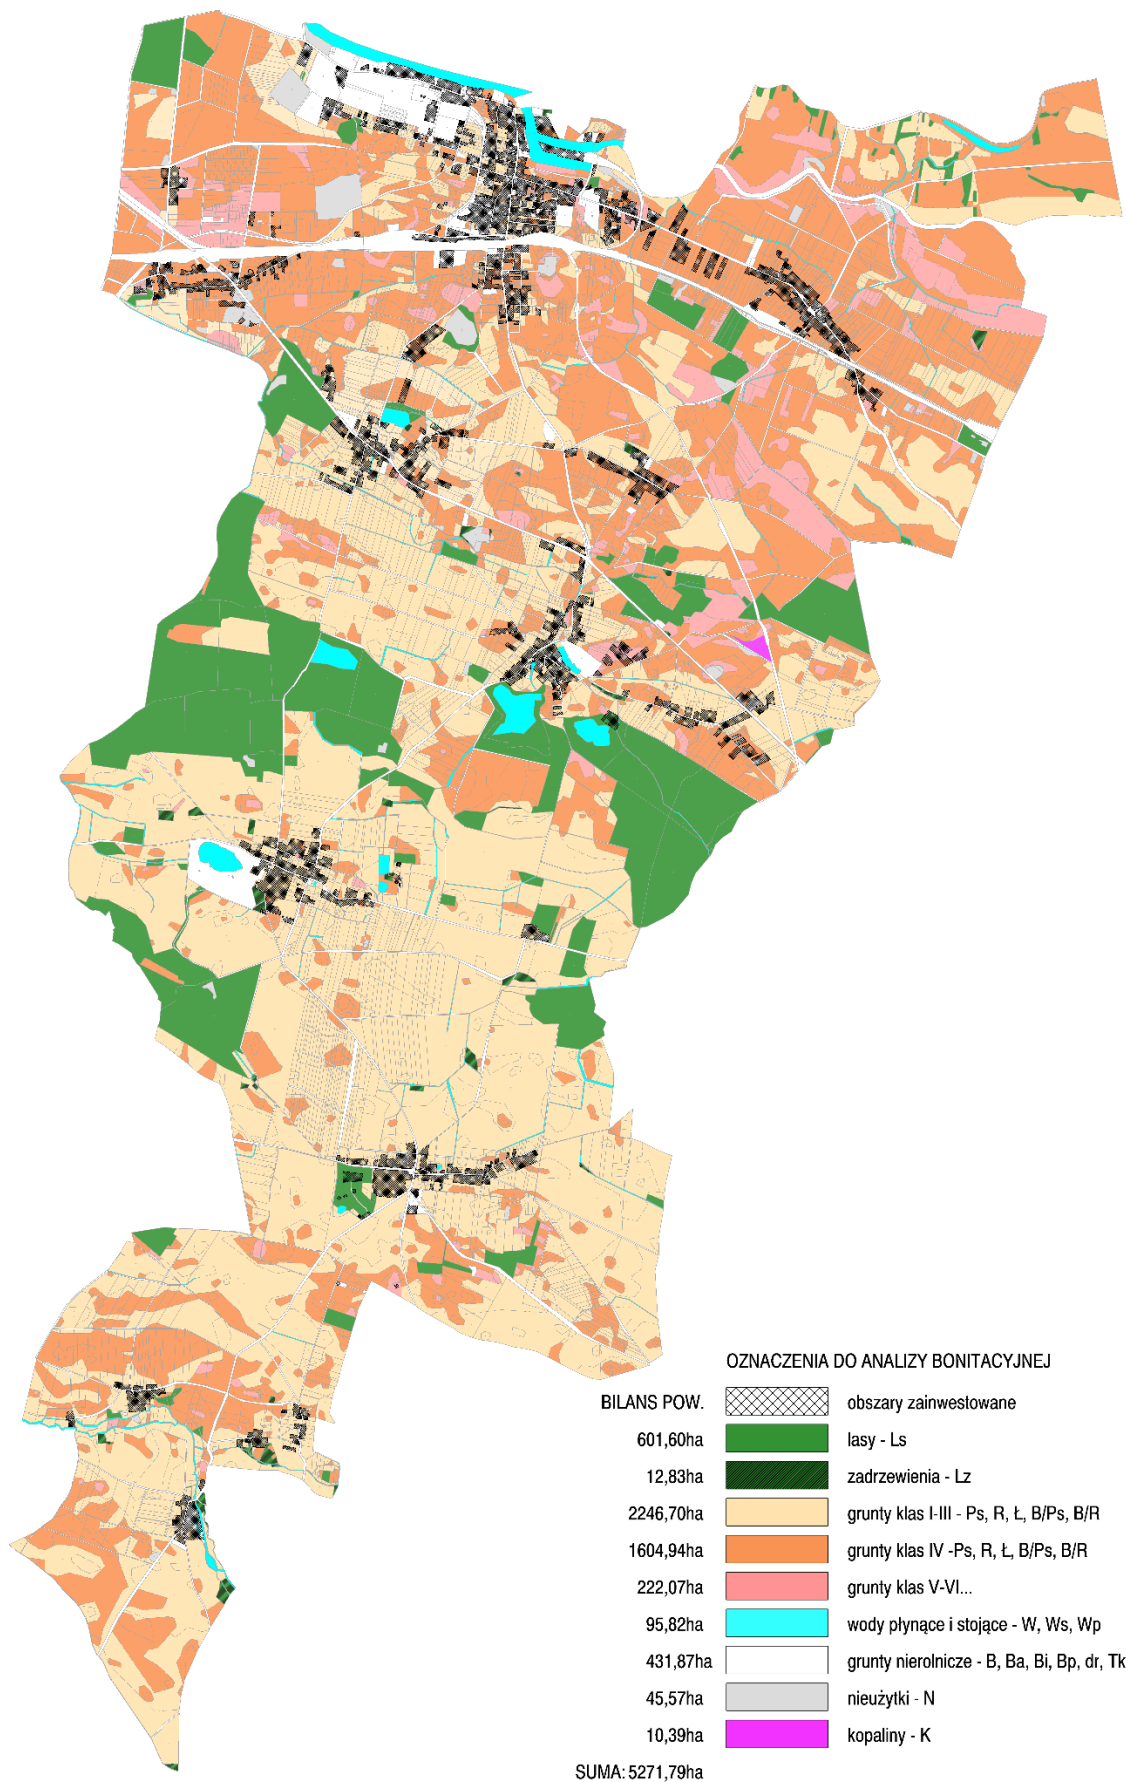 OZNACZENIA DO ANALIZY BONITACYJNEJ
BILANS POW. obszary zainwestowane
601,60ha lasy - Ls
12,83ha zadrzewienia - Lz
2246,70ha grunty klas I-III - Ps, R, Ł, B/Ps, B/R
1604,94ha grunty klas IV -Ps, R, Ł, B/Ps, B/R
222,07ha grunty klas V-VI...
95,82ha wody płynące i stojące - W, Ws, Wp
431,87ha grunty nierolnicze - B, Ba, Bi, Bp, dr, Tk
45,57ha nieużytki - N
10,39ha kopaliny - K
SUMA: 5271,79ha